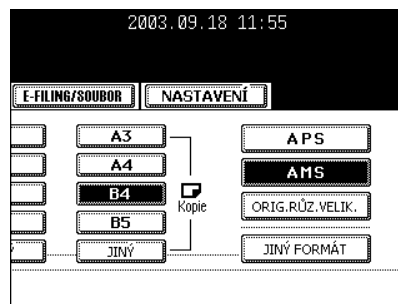 2003.09.18 11:55
E-FILING/SOUBOR NASTAVENÍ
A3 APS
A4 AMS
B4 Kopie ORIG.RŮZ.VELIK.
B5
JINÝ JINÝ FORMÁT